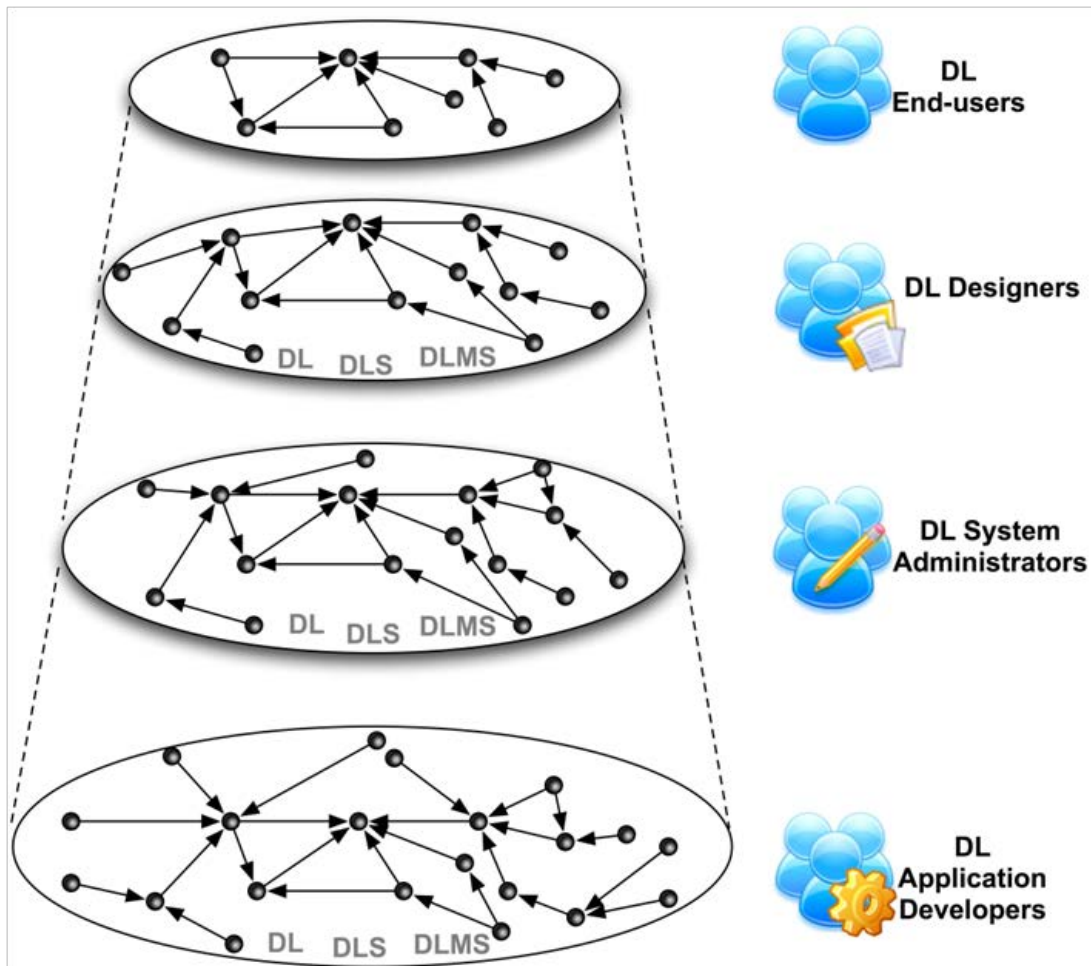 DL
End-users
DL Designers
DL DLS DLMS
DL System
Administrators
DL DLS DLMS
DL
Application
Developers
DL DLS DLMS